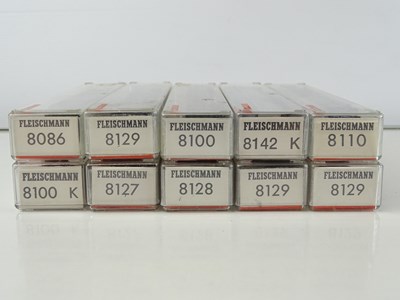 FLEISCHMANN
8086
FLEISCHMANN
8129
FLEISCHMANN
8100
FLEISCHMANN
8142 K
FLEISCHMANN
8110
FLEISCHMANN
8100 K
FLEISCHMANN
8127
FLEISCHMANN
8128
FLEISCHMANN
8129
FLEISCHMANN
8129